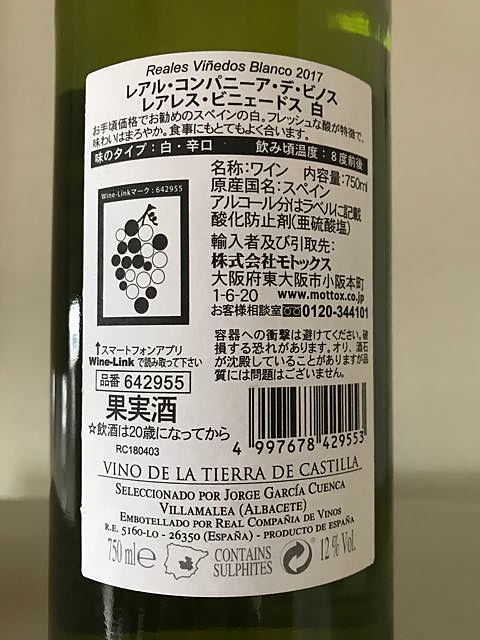 Reales Viñedos Blanco 2017
レアル・コンパニーア・デ・ビノス
レアレス・ビニェードス 白
お手頃価格でお勧めのスペインの白。フレッシュな酸が特徴で、
味わいはまろやか。食事にもとてもよく合います。
味のタイプ：白・辛口 飲み頃温度：８度前後
Wine-Linkマーク：642955
名称：ワイン 内容量：750ml
原産国名：スペイン
アルコール分はラベルに記載
酸化防止剤(亜硫酸塩)
輸入者及び引取先：
株式会社モトックス
大阪府東大阪市小阪本町
1-6-20 www.mottox.co.jp
お客様相談室 0120-344101
↑スマートフォンアプリ
Wine-Link で読み取って下さい
品番 642955
果実酒
☆飲酒は20歳になってから
RC180403
容器への衝撃は避けてください。破
損する恐れがあります。オリ、酒石
が沈殿していることがありますが品
質には問題はございません。
4 997678 429553
VINO DE LA TIERRA DE CASTILLA
SELECCIONADO POR JORGE GARCÍA CUENCA
VILLAMALEA (ALBACETE)
EMBOTELLADO POR REAL COMPAÑIA DE VINOS
R.E. 5160-LO - 26350 (ESPAÑA) - PRODUCTO DE ESPAÑA
750 ml e CONTAINS SULPHITES 12 % Vol.